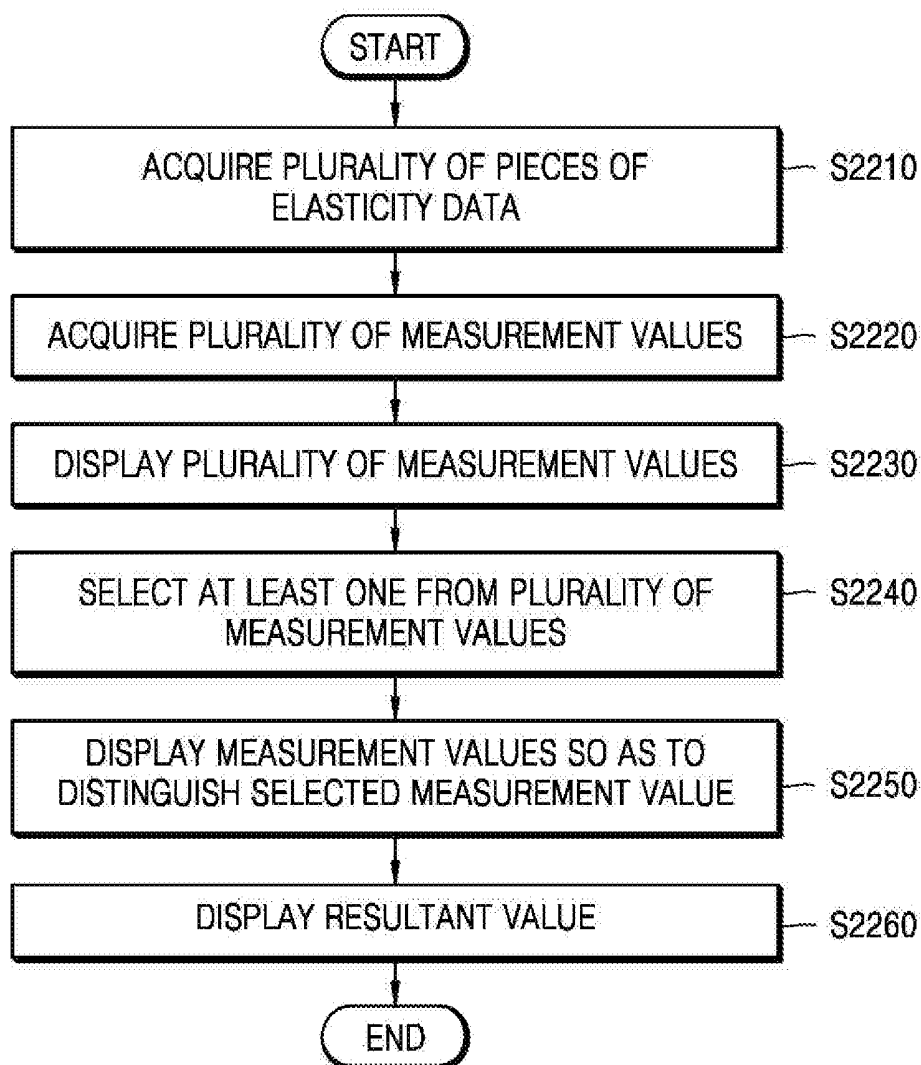 START
ACQUIRE PLURALITY OF PIECES OF
ELASTICITY DATA
S2210
ACQUIRE PLURALITY OF MEASUREMENT VALUES
S2220
DISPLAY PLURALITY OF MEASUREMENT VALUES
S2230
SELECT AT LEAST ONE FROM PLURALITY OF
MEASUREMENT VALUES
S2240
DISPLAY MEASUREMENT VALUES SO AS TO
DISTINGUISH SELECTED MEASUREMENT VALUE
S2250
DISPLAY RESULTANT VALUE
S2260
END